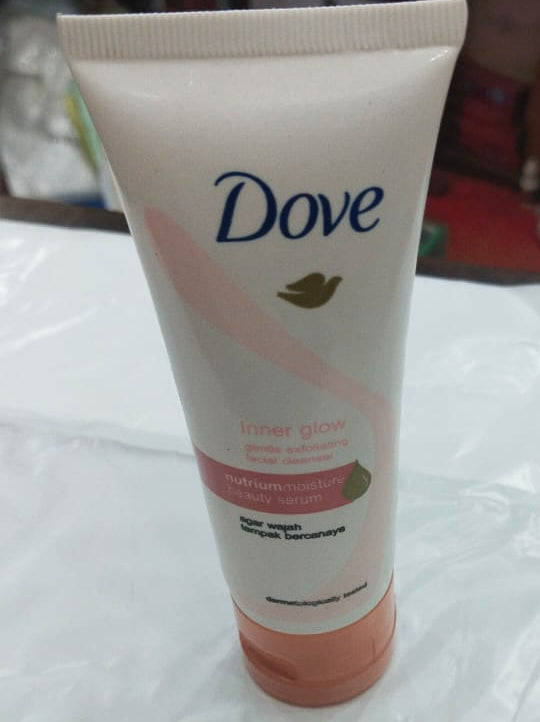 Dove
inner glow
gentle exfoliating
facial cleanser
nutriummoisture
beauty serum
agar wajah
tampak bercahaya
dermatologically tested